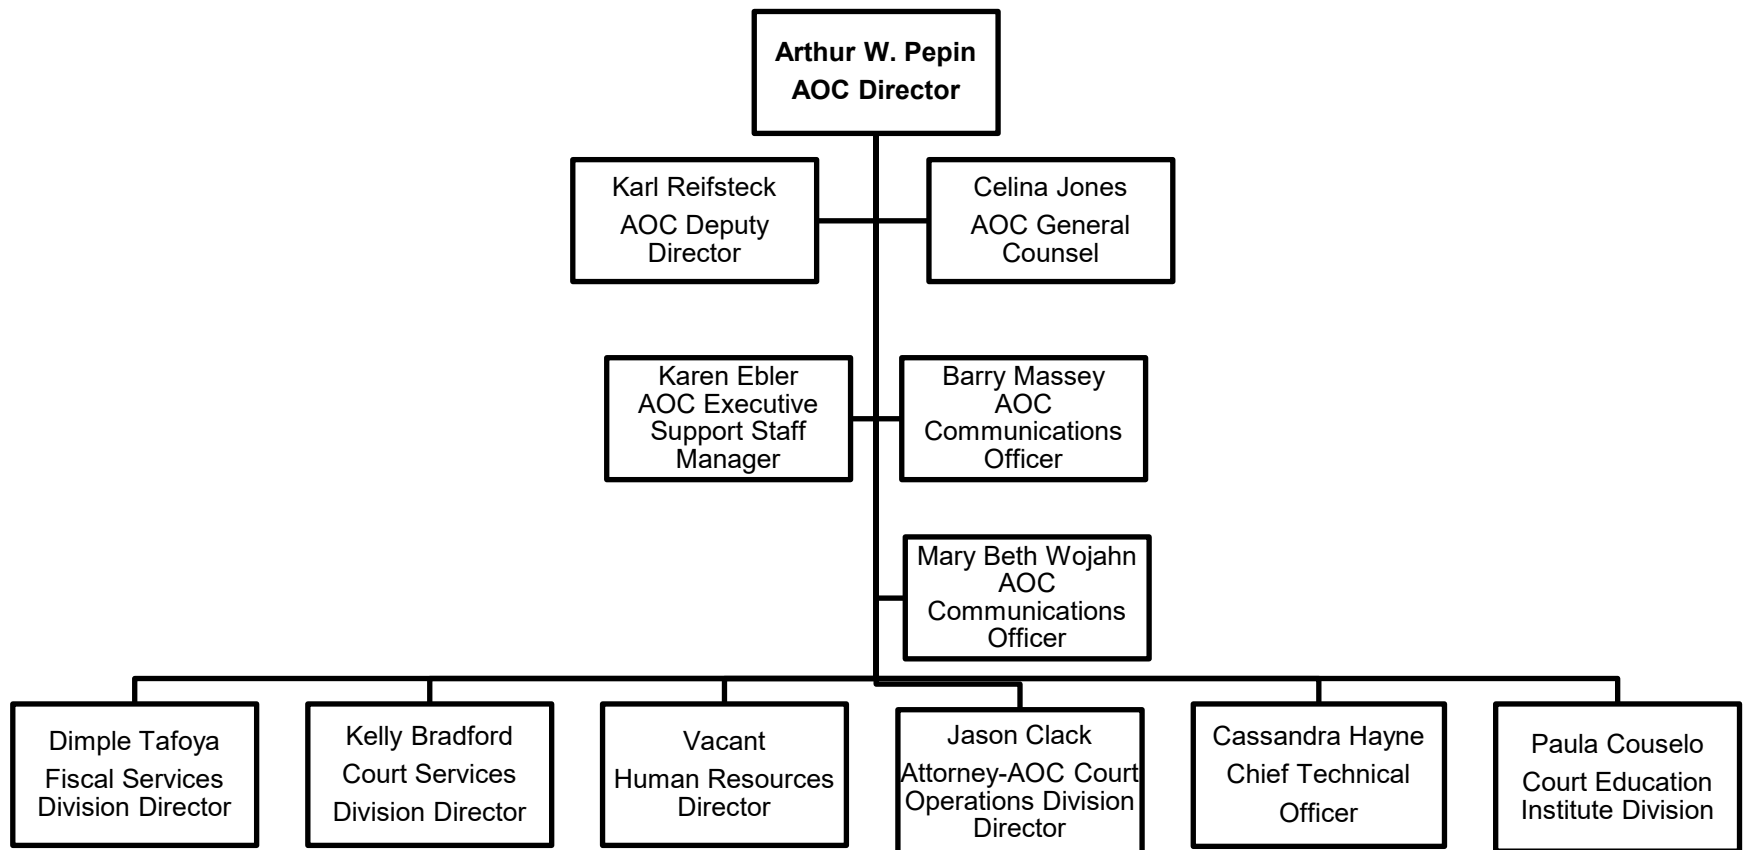 Arthur W. Pepin
AOC Director
Karl Reifsteck
AOC Deputy
Director
Celina Jones
AOC General
Counsel
Karen Ebler
AOC Executive
Support Staff
Manager
Barry Massey
AOC
Communications
Officer
Mary Beth Wojahn
AOC
Communications
Officer
Dimple Tafoya
Fiscal Services
Division Director
Kelly Bradford
Court Services
Division Director
Vacant
Human Resources
Director
Jason Clack
Attorney-AOC Court
Operations Division
Director
Cassandra Hayne
Chief Technical
Officer
Paula Couselo
Court Education
Institute Division